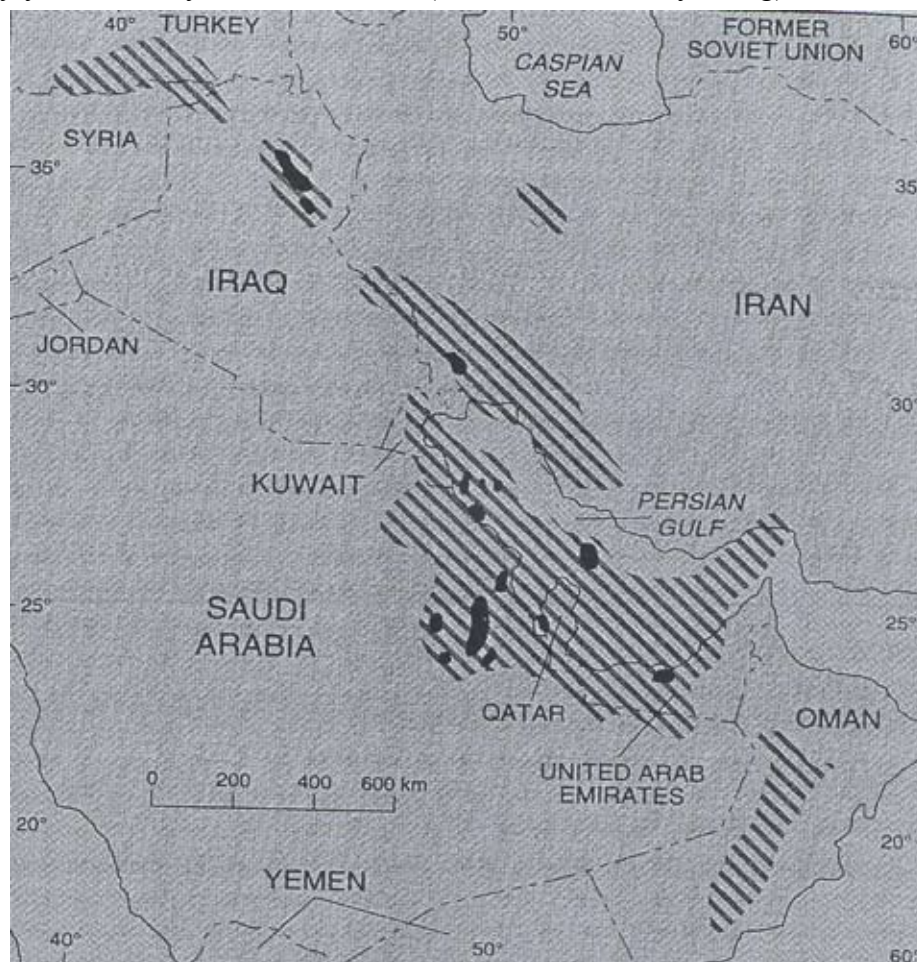 40°
TURKEY
50°
FORMER
SOVIET UNION
60°
CASPIAN
SEA
SYRIA
35°
35°
IRAQ
IRAN
JORDAN
30°
30°
KUWAIT
PERSIAN
GULF
SAUDI
ARABIA
25°
25°
QATAR
OMAN
UNITED ARAB
EMIRATES
0 200 400 600 km
20°
20°
YEMEN
40°
50°
60°